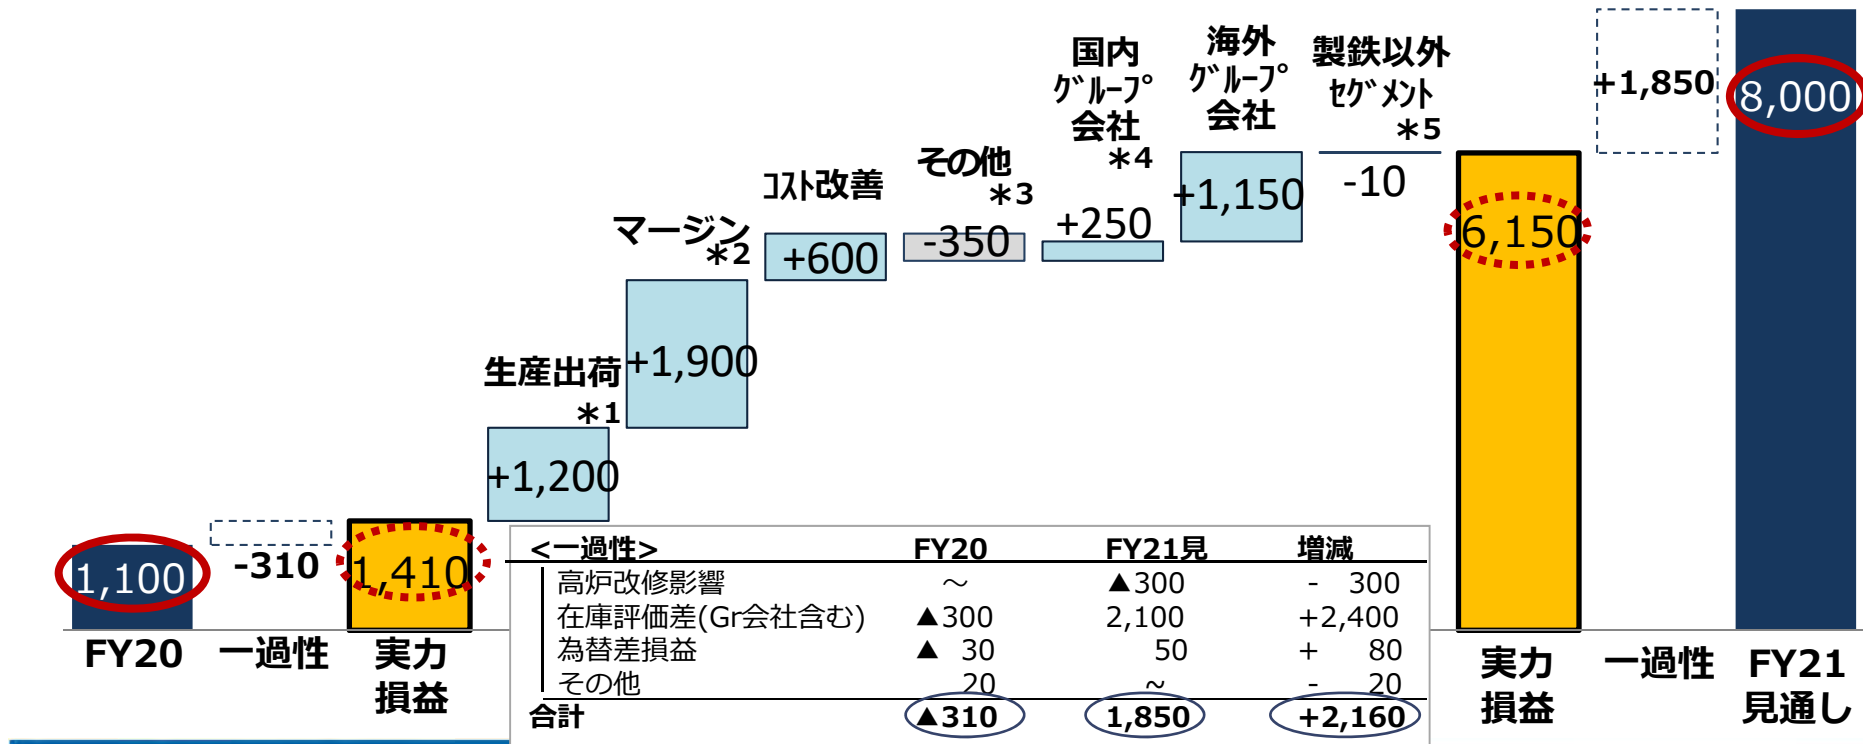 国内
ｸﾞﾙｰﾌﾟ
会社
＊4
海外
ｸﾞﾙｰﾌﾟ
会社
製鉄以外
ｾｸﾞﾒﾝﾄ
＊5
+1,850
8,000
その他
＊3
ｺｽﾄ改善
マージン
＊2
+600
-350
+250
+1,150
-10
6,150
生産出荷
＊1
+1,900
+1,200
1,100
-310
1,410
<一過性> FY20 FY21見 増減
高炉改修影響 ～ ▲300 - 300
在庫評価差(Gr会社含む) ▲300 2,100 +2,400
為替差損益 ▲ 30 50 + 80
その他 20 ~ - 20
合計 ▲310 1,850 +2,160
FY20
一過性
実力
損益
実力
損益
一過性
FY21
見通し